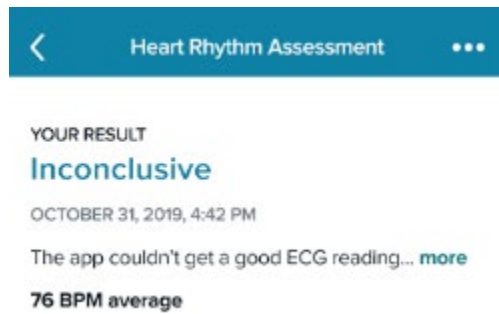 Heart Rhythm Assessment
YOUR RESULT
Inconclusive
OCTOBER 31, 2019, 4:42 PM
The app couldn't get a good ECG reading... more
76 BPM average